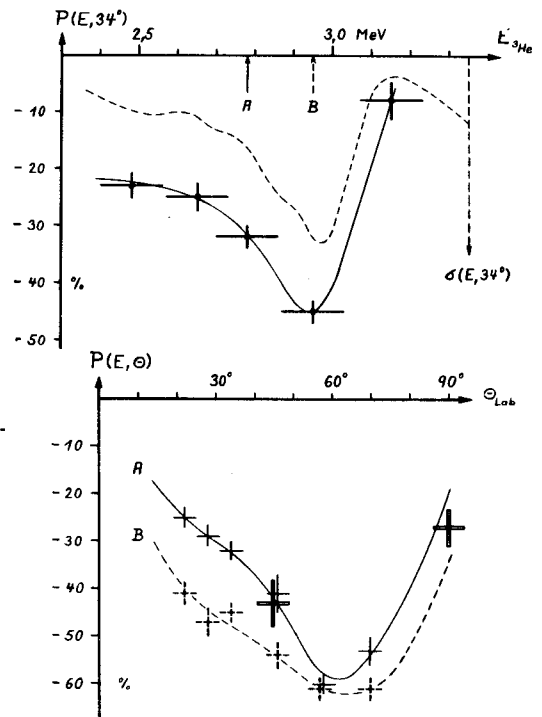 P(E,34°)
2,5 3,0 MeV E₃He
A B
-10
-20
-30
-40 %
-50
σ(E,34°)
P(E,Θ)
30° 60° 90° Θ Lab
-10
A
-20
-30
B
-40
-50
-60 %